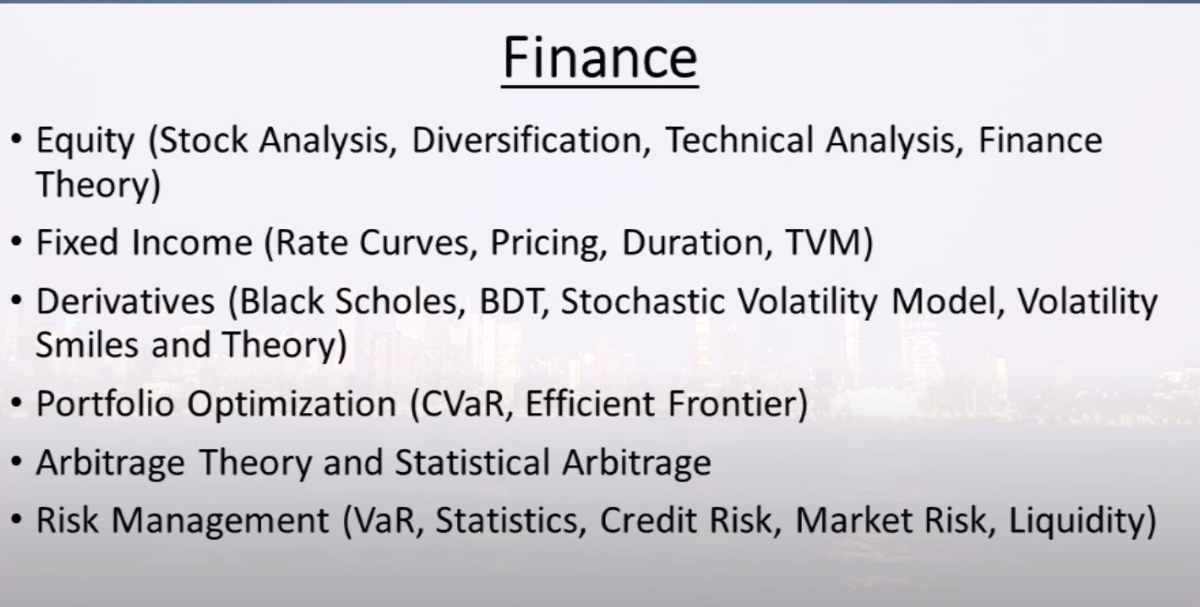 Finance
• Equity (Stock Analysis, Diversification, Technical Analysis, Finance
Theory)
• Fixed Income (Rate Curves, Pricing, Duration, TVM)
• Derivatives (Black Scholes, BDT, Stochastic Volatility Model, Volatility
Smiles and Theory)
• Portfolio Optimization (CVaR, Efficient Frontier)
• Arbitrage Theory and Statistical Arbitrage
• Risk Management (VaR, Statistics, Credit Risk, Market Risk, Liquidity)